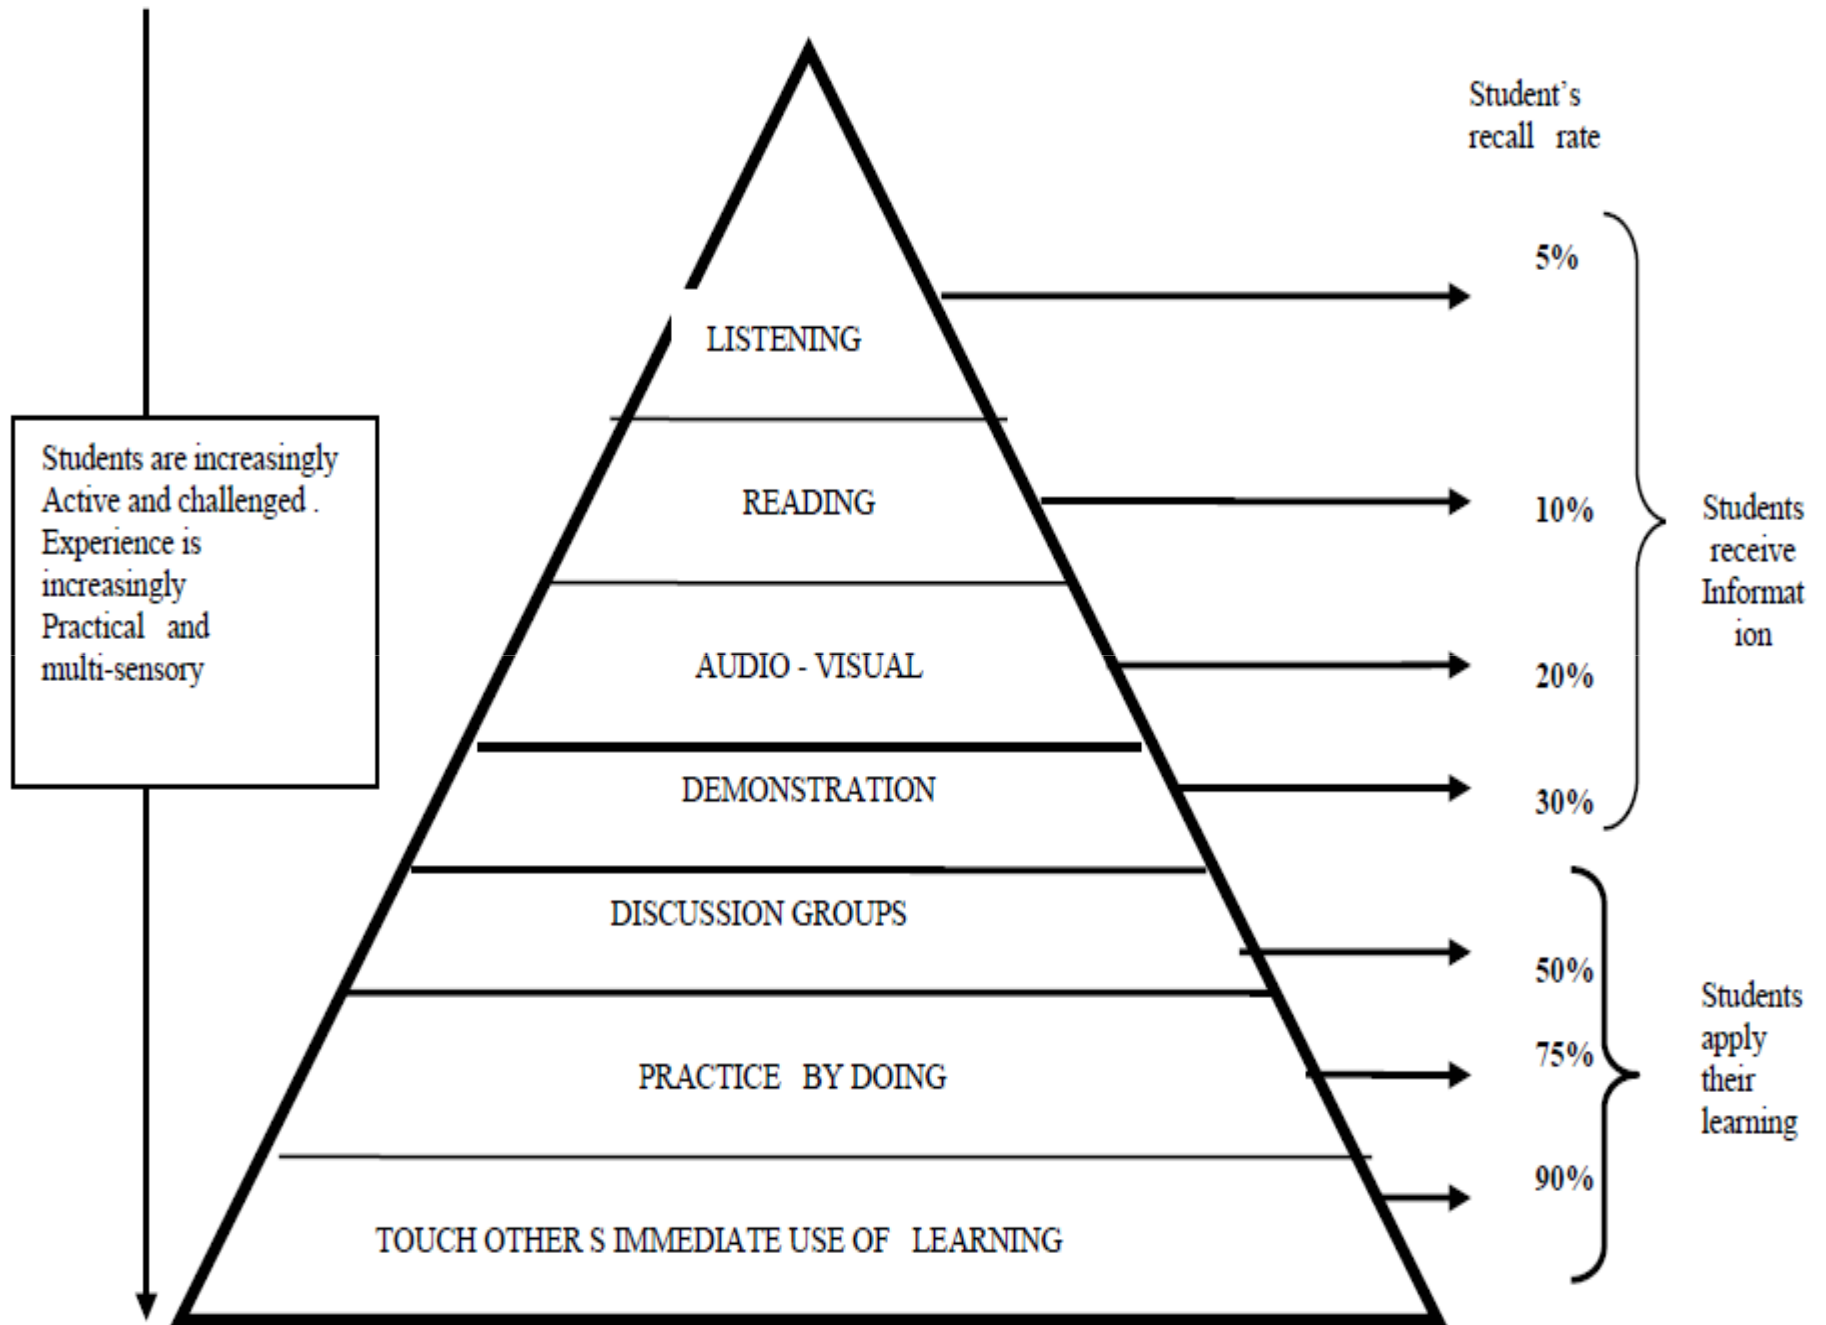 Student’s
recall rate
5%
LISTENING
Students are increasingly
Active and challenged .
Experience is
increasingly
Practical and
multi-sensory
READING
10%
Students
receive
Informat
ion
AUDIO - VISUAL
20%
DEMONSTRATION
30%
DISCUSSION GROUPS
50%
PRACTICE BY DOING
75%
Students
apply
their
learning
90%
TOUCH OTHER S IMMEDIATE USE OF LEARNING